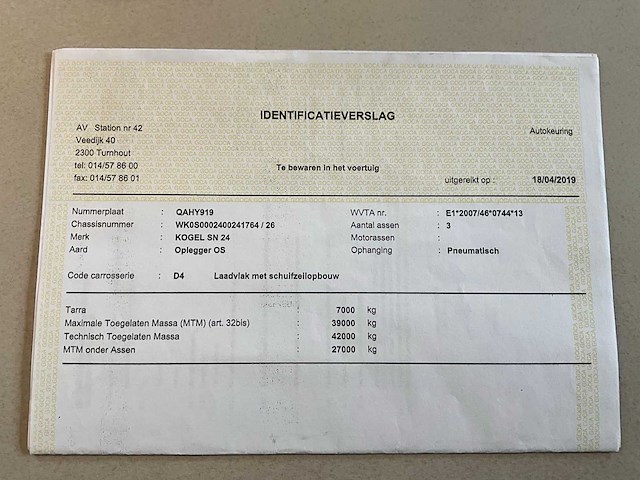 IDENTIFICATIEVERSLAG
AV Station nr 42
Autokeuring
Veedijk 40
2300 Turnhout
tel: 014/57 86 00
Te bewaren in het voertuig
fax: 014/57 86 01
uitgereikt op : 18/04/2019
Nummerplaat : QAHY919 WVTA nr. : E1*2007/46*0744*13
Chassisnummer : WK0S0002400241764 / 26 Aantal assen : 3
Merk : KOGEL SN 24 Motorassen :
Aard : Oplegger OS Ophanging : Pneumatisch
Code carrosserie : D4 Laadvlak met schuifzeilopbouw
Tarra : 7000 kg
Maximale Toegelaten Massa (MTM) (art. 32bis) : 39000 kg
Technisch Toegelaten Massa : 42000 kg
MTM onder Assen : 27000 kg